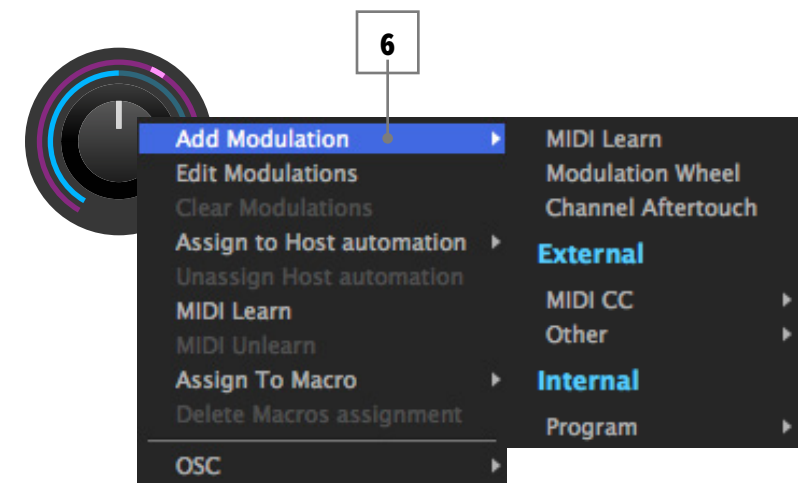 6
Add Modulation
Edit Modulations
Clear Modulations
Assign to Host automation
Unassign Host automation
MIDI Learn
MIDI Unlearn
Assign To Macro
Delete Macros assignment
OSC
MIDI Learn
Modulation Wheel
Channel Aftertouch
External
MIDI CC
Other
Internal
Program